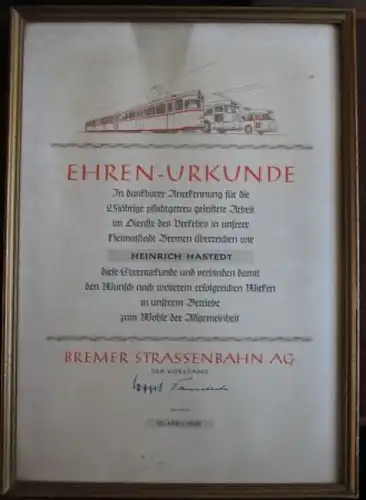 EHREN-URKUNDE
In dankbarer Anerkennung für die
25jährige pflichtgetreu geleistete Arbeit
im Dienste des Verkehrs in unserer
Heimatstadt Bremen überreichen wir
HEINRICH HASTEDT
diese Ehrenurkunde und verbinden damit
den Wunsch nach weiterem erfolgreichen Wirken
in unserem Betriebe
zum Wohle der Allgemeinheit
BREMER STRASSENBAHN AG
DER VORSTAND